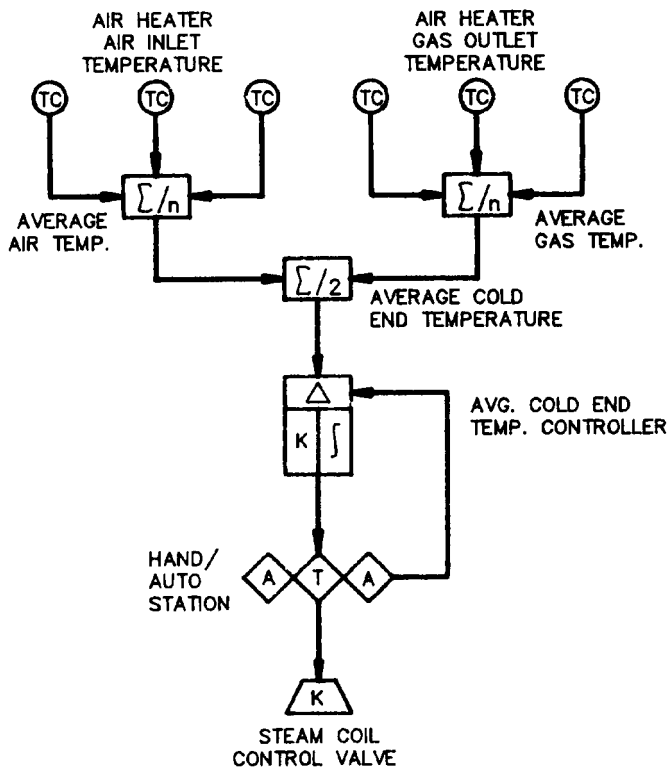 AIR HEATER
AIR INLET
TEMPERATURE
AIR HEATER
GAS OUTLET
TEMPERATURE
TC TC TC TC TC TC
Σ/n
Σ/n
AVERAGE
AIR TEMP.
AVERAGE
GAS TEMP.
Σ/2
AVERAGE COLD
END TEMPERATURE
Δ
K ∫
AVG. COLD END
TEMP. CONTROLLER
HAND/
AUTO
STATION
A T A
K
STEAM COIL
CONTROL VALVE